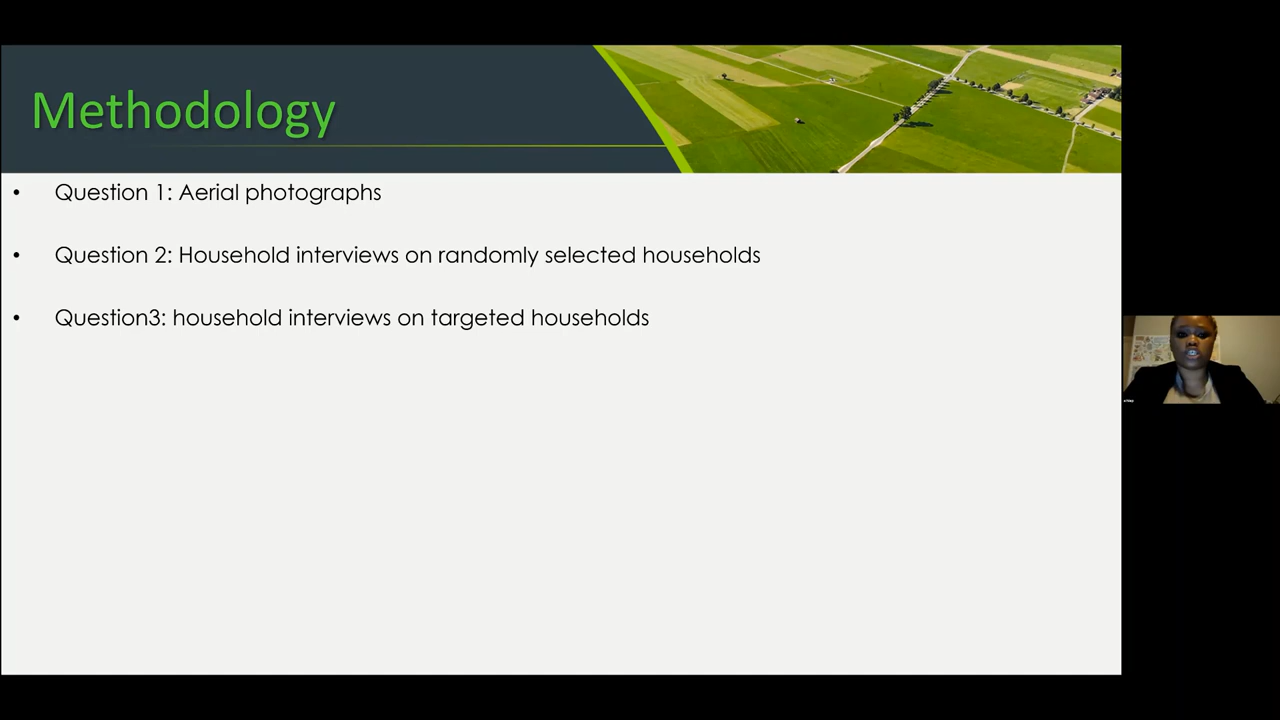 Methodology
• Question 1: Aerial photographs
• Question 2: Household interviews on randomly selected households
• Question3: household interviews on targeted households